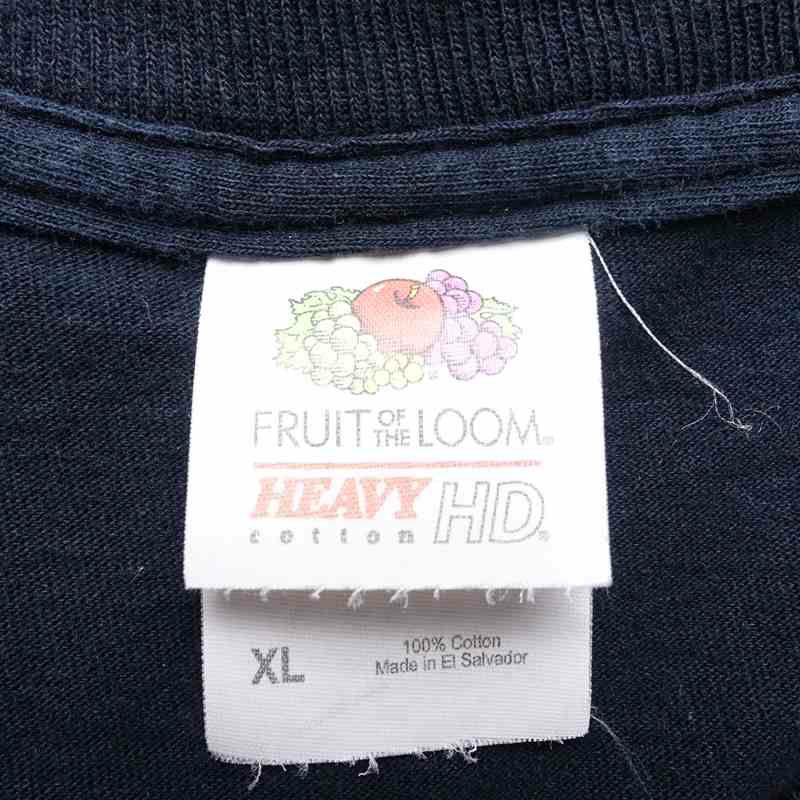 FRUIT OF THE LOOM®
HEAVY cotton HD®
XL
100% Cotton
Made in El Salvador